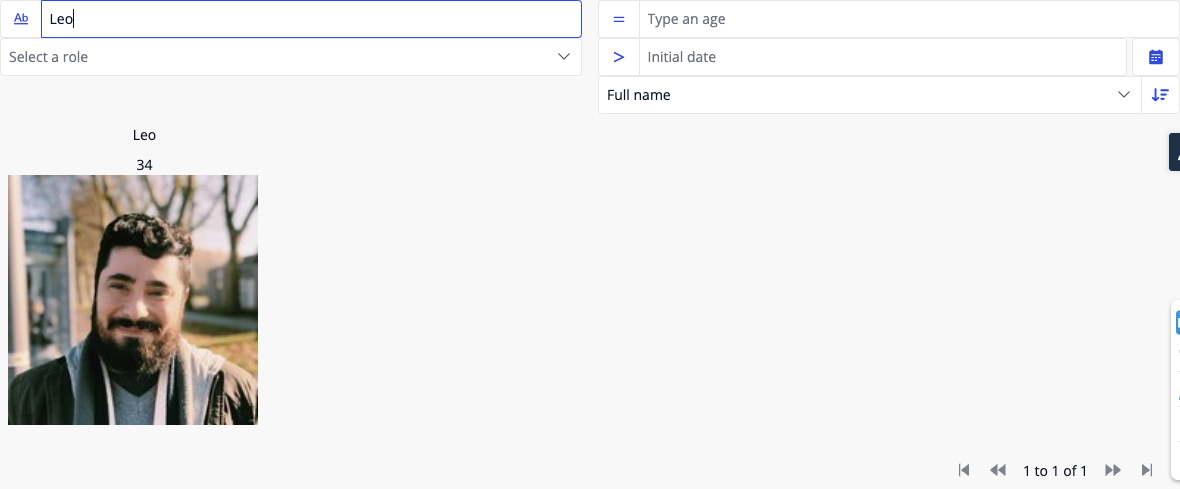 Ab
Leo
= Type an age
Select a role
> Initial date
Full name
Leo
34
1 to 1 of 1